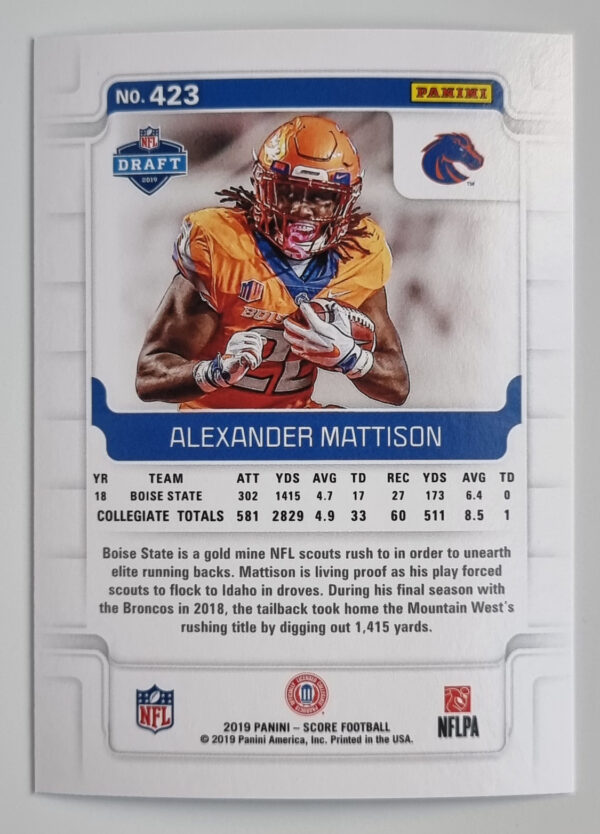 NO. 423
PANINI
NFL
DRAFT
2019
TM
BOIS
22
ALEXANDER MATTISON
YR TEAM ATT YDS AVG TD REC YDS AVG TD
18 BOISE STATE 302 1415 4.7 17 27 173 6.4 0
COLLEGIATE TOTALS 581 2829 4.9 33 60 511 8.5 1
Boise State is a gold mine NFL scouts rush to in order to unearth
elite running backs. Mattison is living proof as his play forced
scouts to flock to Idaho in droves. During his final season with
the Broncos in 2018, the tailback took home the Mountain West's
rushing title by digging out 1,415 yards.
NFL
NFLPA
2019 PANINI – SCORE FOOTBALL
© 2019 Panini America, Inc. Printed in the USA.